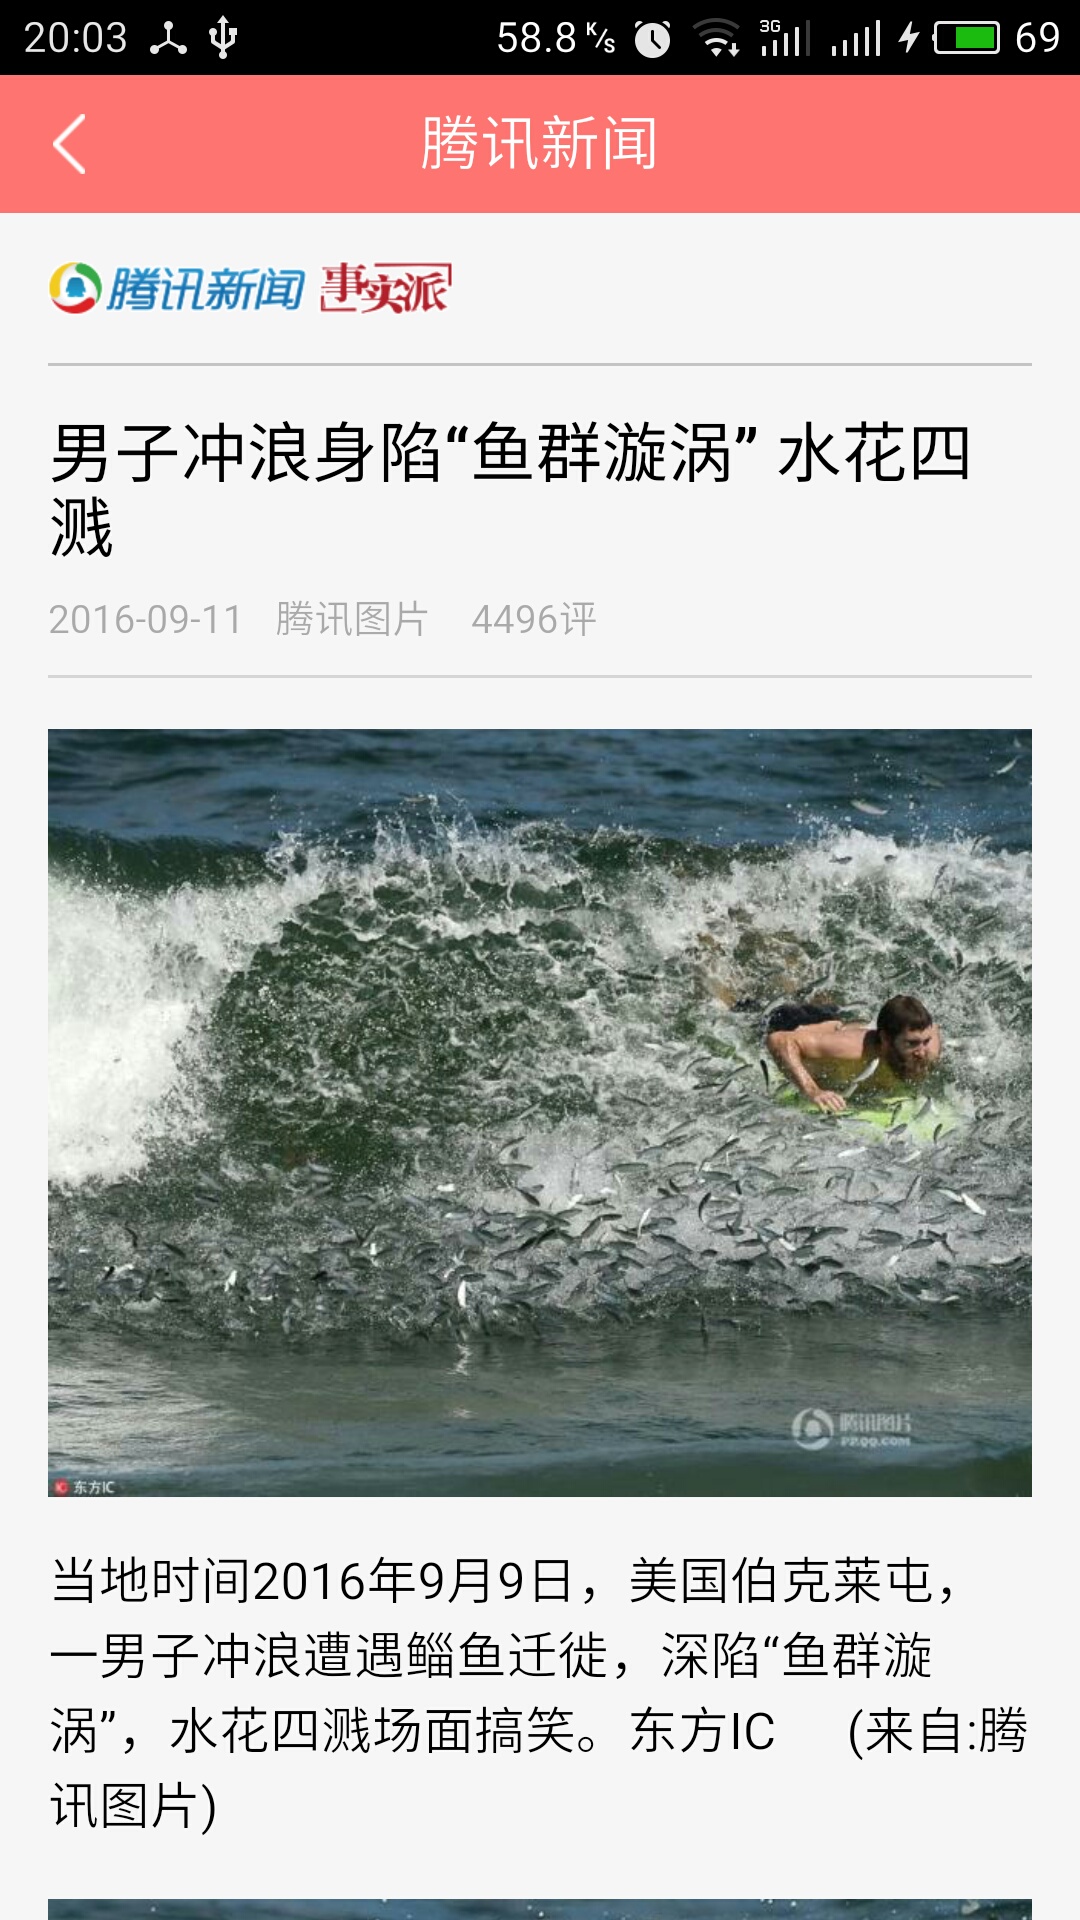 20:03 58.8 K/s 3G 69
腾讯新闻
腾讯新闻 事实派
男子冲浪身陷“鱼群漩涡” 水花四
溅
2016-09-11 腾讯图片 4496评
腾讯图片
PP.QQ.COM
IC 东方IC
当地时间2016年9月9日，美国伯克莱屯，
一男子冲浪遭遇鲻鱼迁徙，深陷“鱼群漩
涡”，水花四溅场面搞笑。东方IC (来自:腾
讯图片)